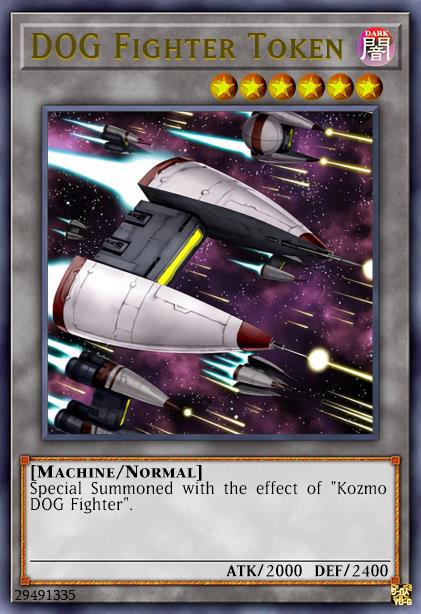 DOG Fighter Token
DARK
闇
[Machine/Normal]
Special Summoned with the effect of "Kozmo
DOG Fighter".
ATK/2000 DEF/2400
29491335